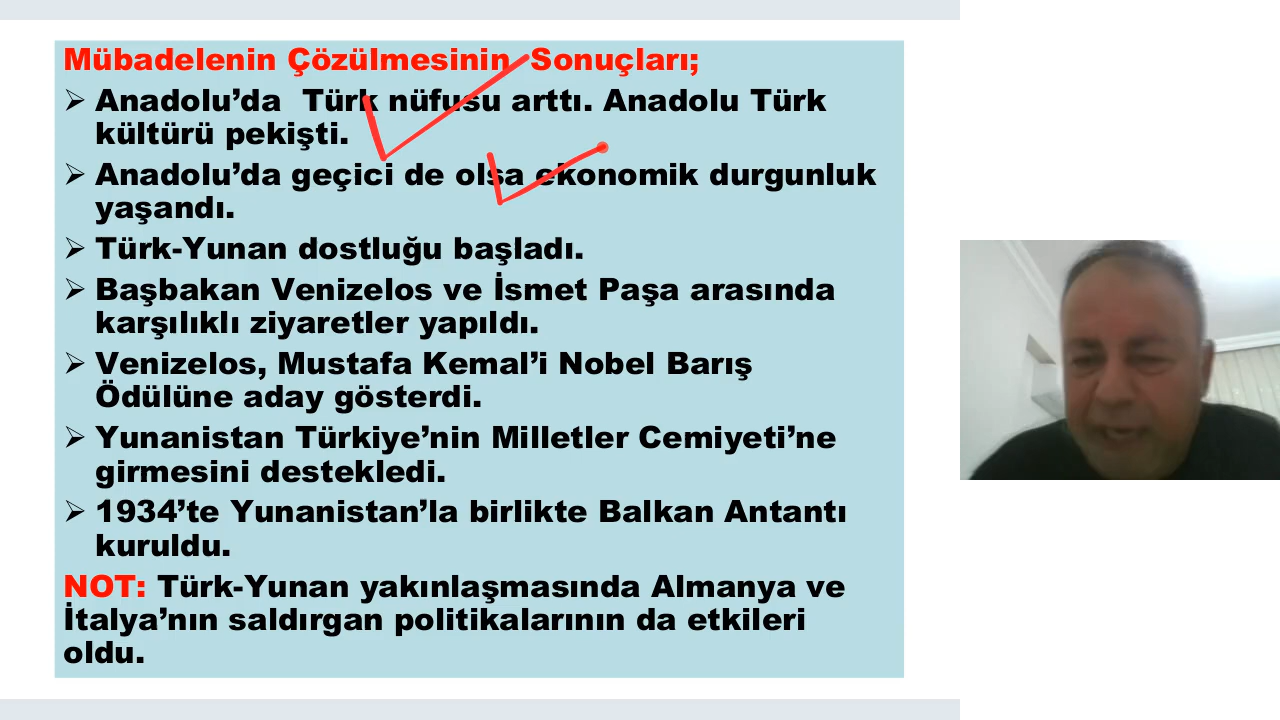 Mübadelenin Çözülmesinin Sonuçları;
➢ Anadolu’da Türk nüfusu arttı. Anadolu Türk
kültürü pekişti.
➢ Anadolu’da geçici de olsa ekonomik durgunluk
yaşandı.
➢ Türk-Yunan dostluğu başladı.
➢ Başbakan Venizelos ve İsmet Paşa arasında
karşılıklı ziyaretler yapıldı.
➢ Venizelos, Mustafa Kemal’i Nobel Barış
Ödülüne aday gösterdi.
➢ Yunanistan Türkiye’nin Milletler Cemiyeti’ne
girmesini destekledi.
➢ 1934’te Yunanistan’la birlikte Balkan Antantı
kuruldu.
NOT: Türk-Yunan yakınlaşmasında Almanya ve
İtalya’nın saldırgan politikalarının da etkileri
oldu.